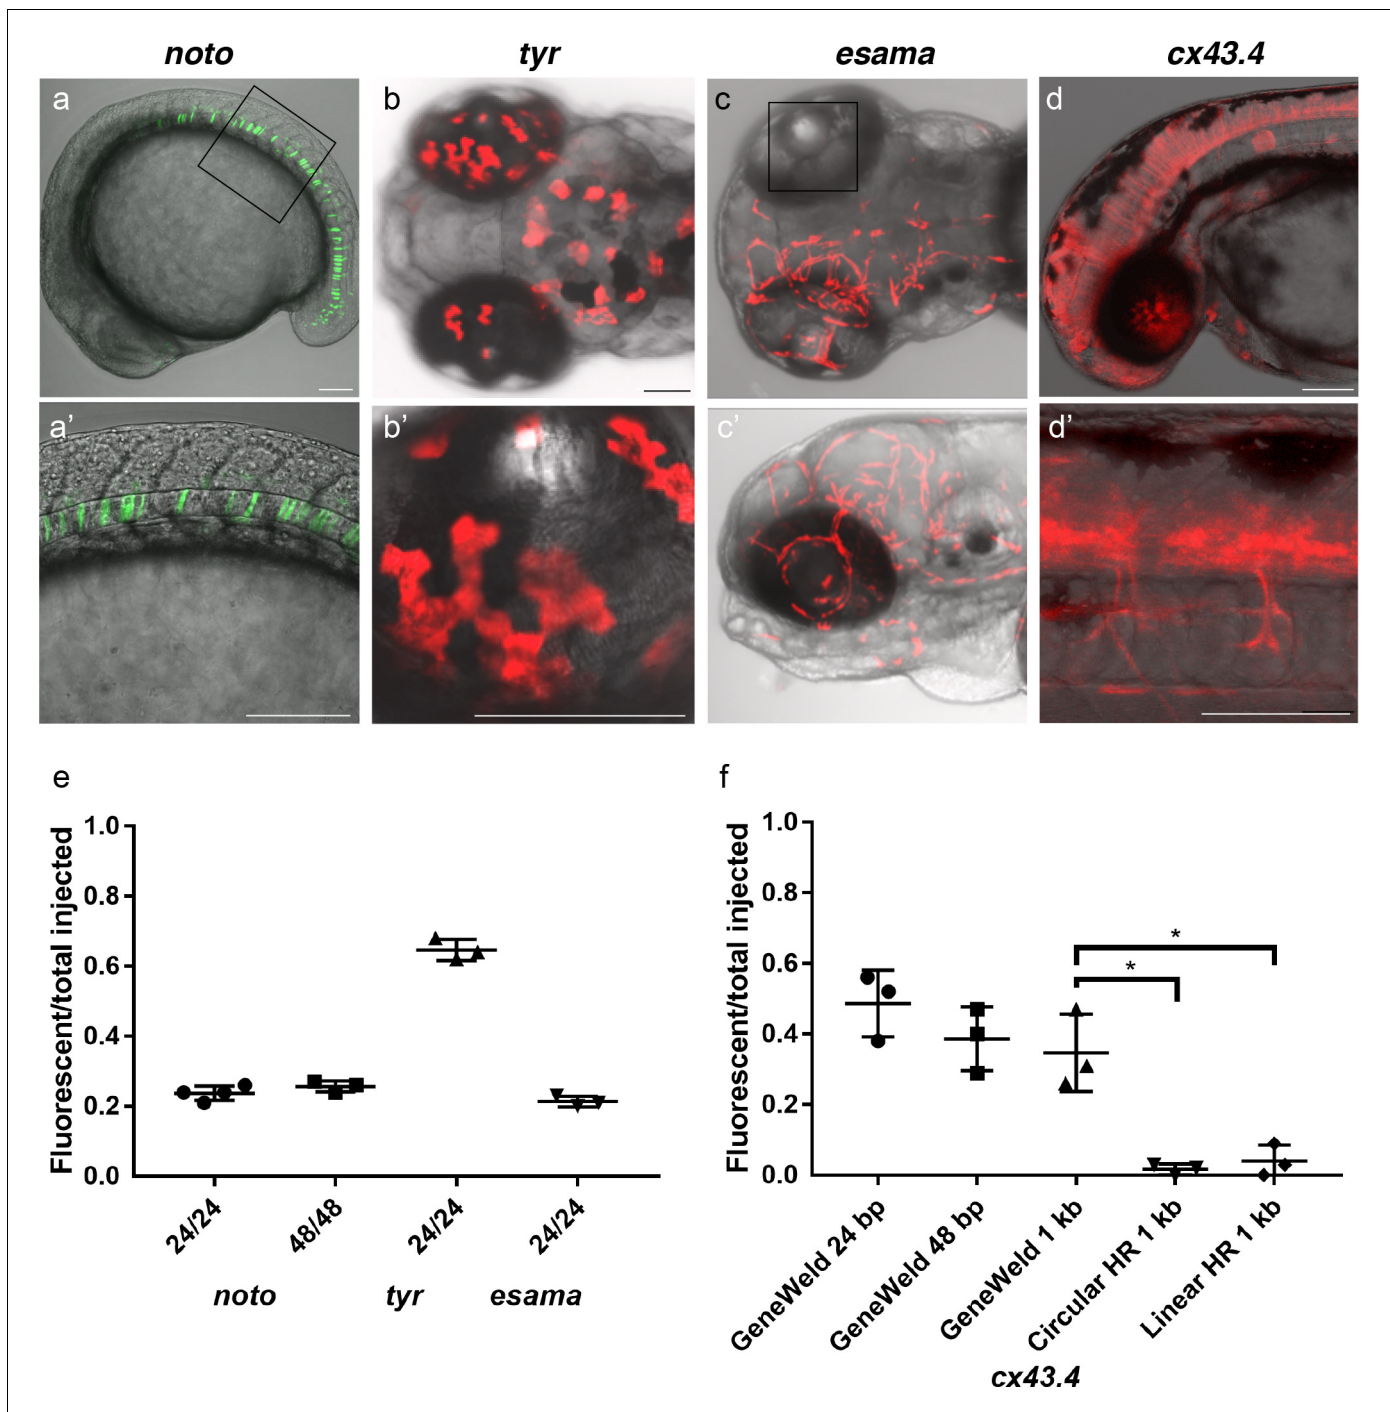 noto tyr esama cx43.4
a b c d
a' b' c' d'
e
Fluorescent/total injected
1.0
0.8
0.6
0.4
0.2
0.0
24/24 48/48 24/24 24/24
noto tyr esama
f
Fluorescent/total injected
1.0
0.8
0.6
0.4
0.2
0.0
*
*
GeneWeld 24 bp
GeneWeld 48 bp
GeneWeld 1 kb
Circular HR 1 kb
Linear HR 1 kb
cx43.4